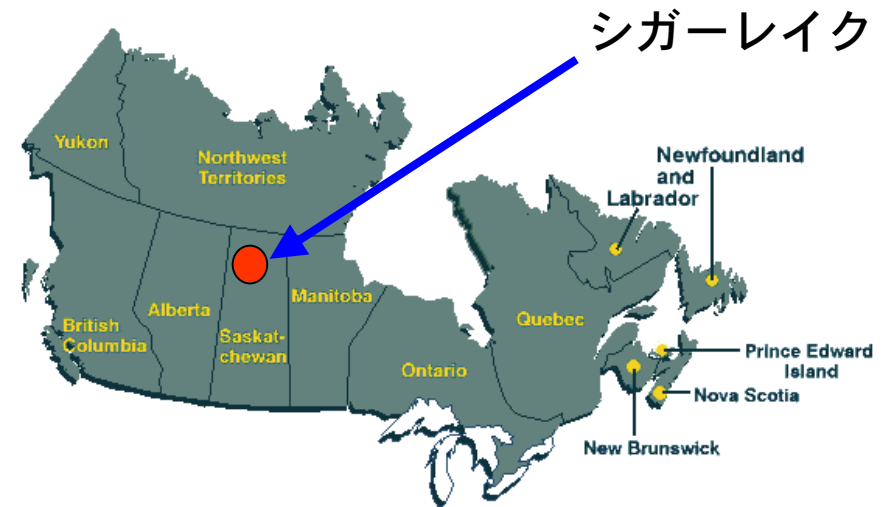 シガーレイク
Yukon
Northwest
Territories
Newfoundland
and
Labrador
British
Columbia
Alberta
Saskat-
chewan
Manitoba
Ontario
Quebec
Prince Edward
Island
Nova Scotia
New Brunswick